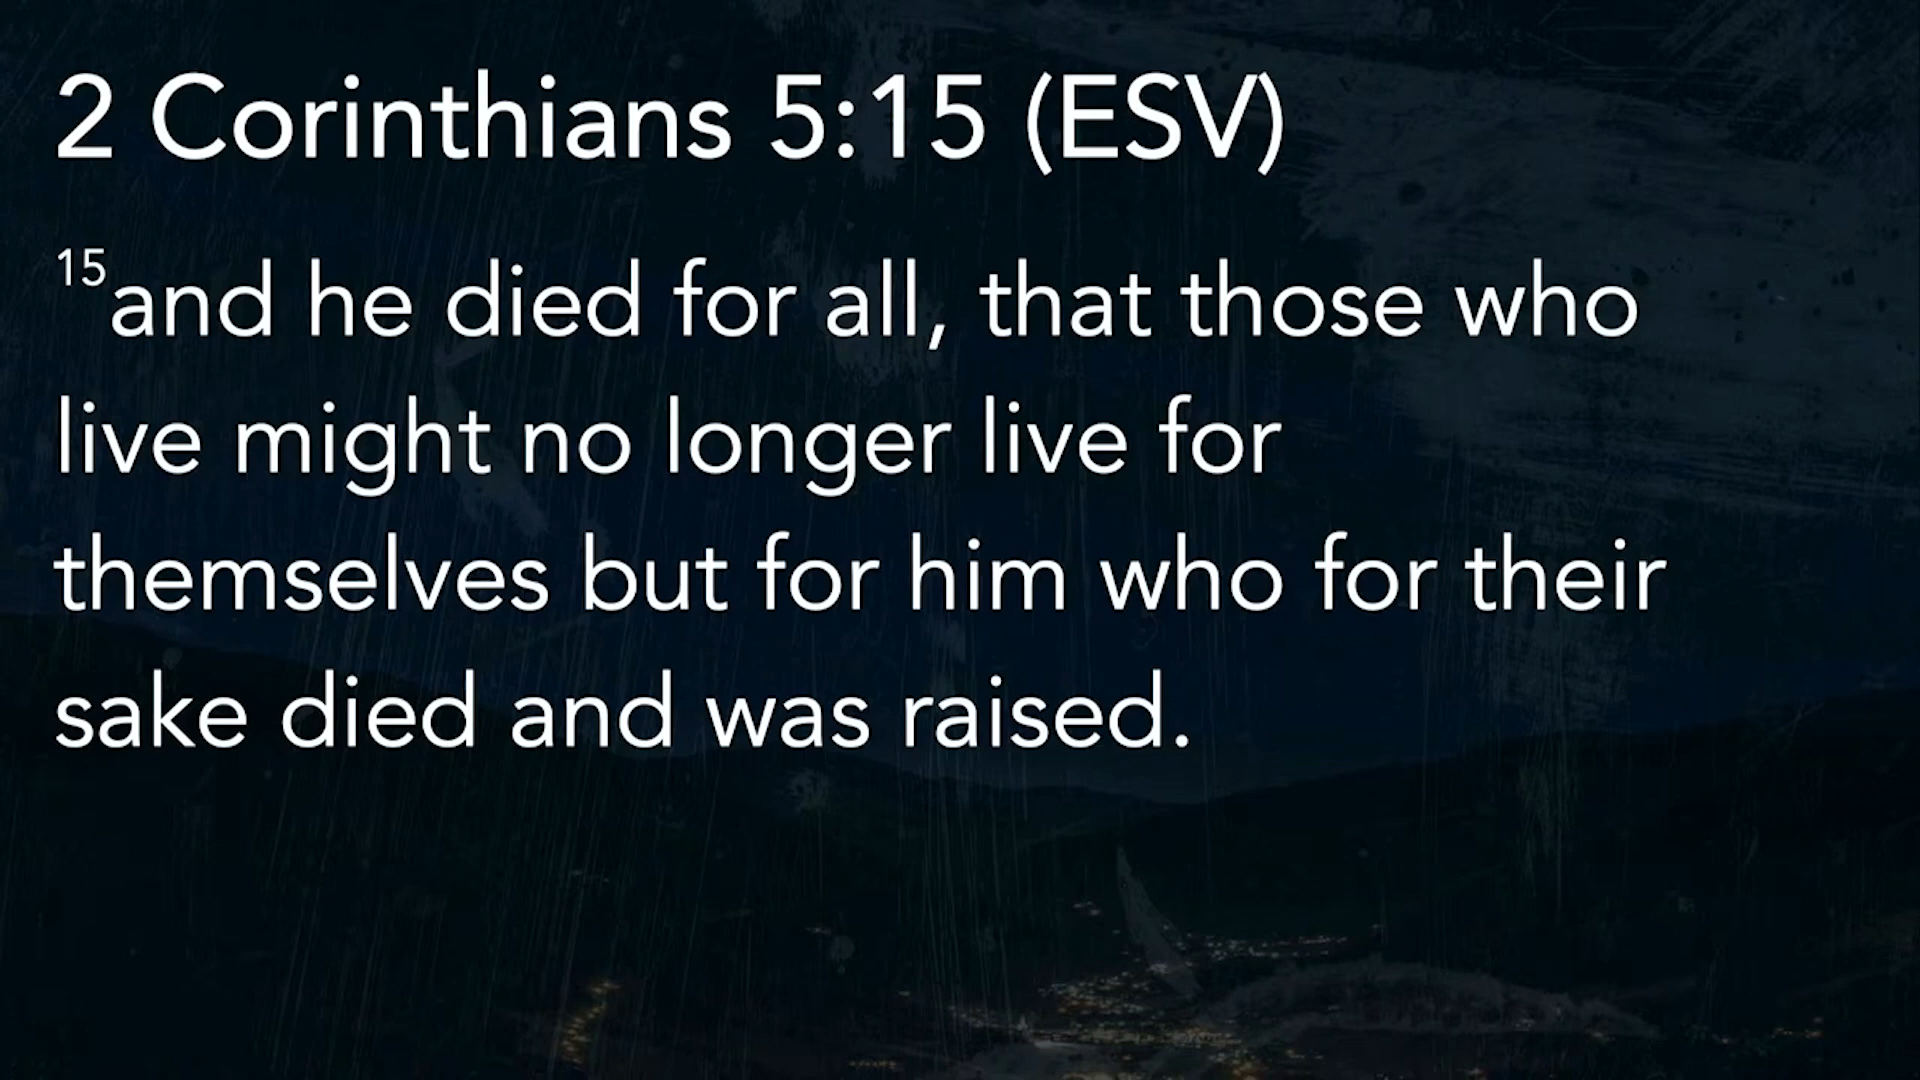 2 Corinthians 5:15 (ESV)
15and he died for all, that those who
live might no longer live for
themselves but for him who for their
sake died and was raised.